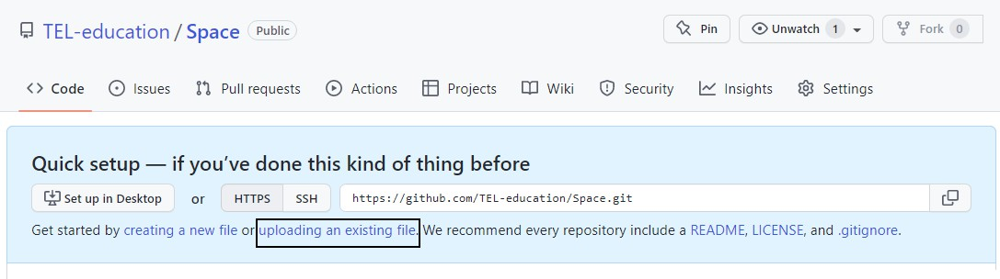 TEL-education / Space Public Pin Unwatch 1 Fork 0
Code Issues Pull requests Actions Projects Wiki Security Insights Settings
Quick setup — if you’ve done this kind of thing before
Set up in Desktop or HTTPS SSH https://github.com/TEL-education/Space.git
Get started by creating a new file or uploading an existing file. We recommend every repository include a README, LICENSE, and .gitignore.